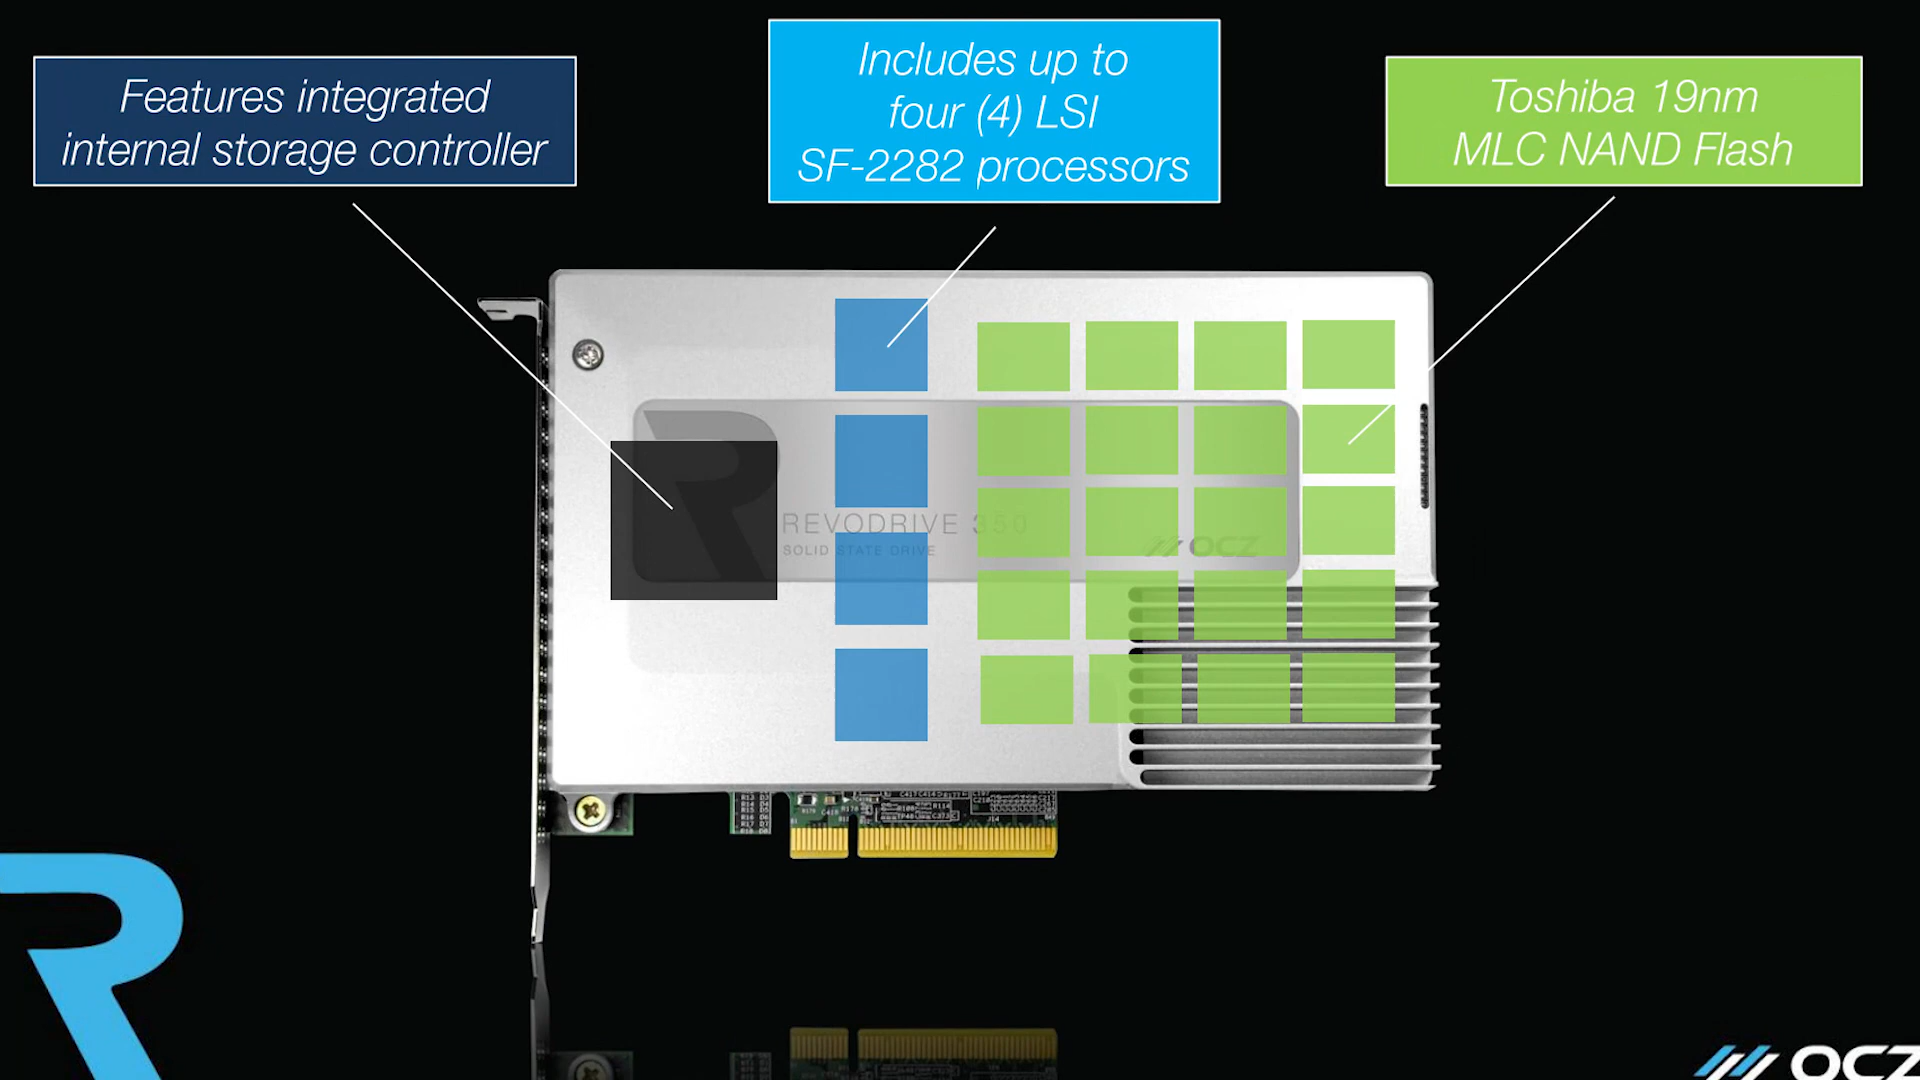 Features integrated
internal storage controller
Includes up to
four (4) LSI
SF-2282 processors
Toshiba 19nm
MLC NAND Flash
REVODRIVE 350
SOLID STATE DRIVE
OCZ
J14
OCZ